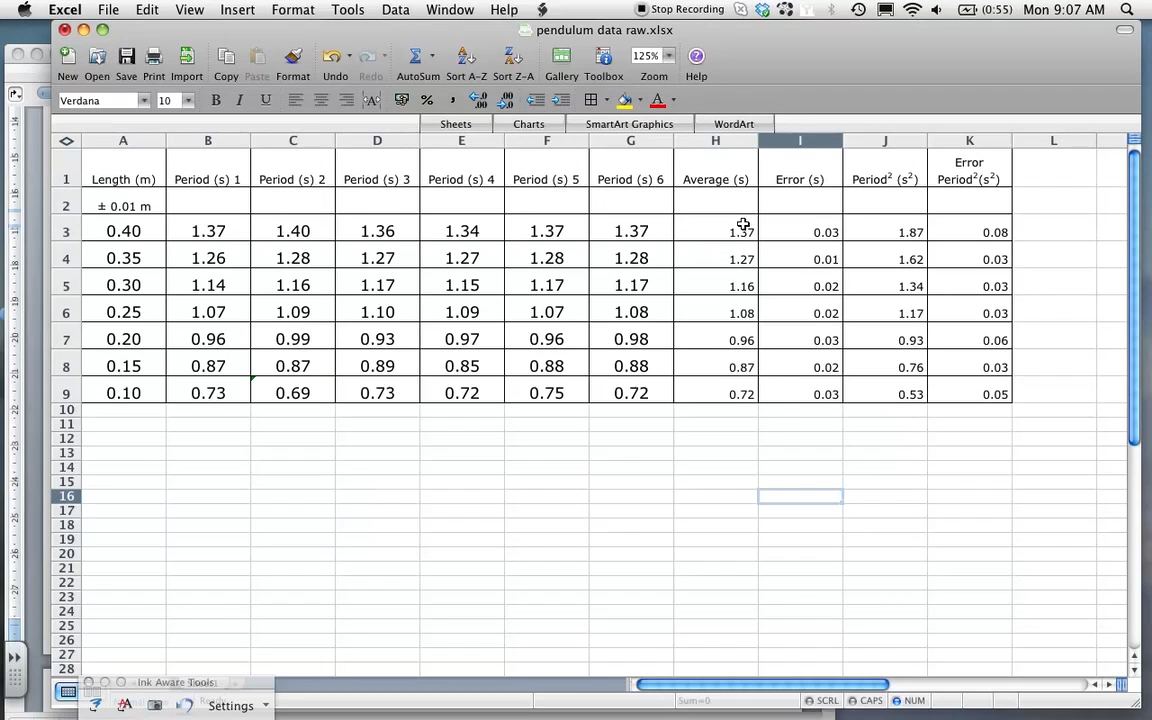 Excel File Edit View Insert Format Tools Data Window Help Stop Recording (0:55) Mon 9:07 AM
pendulum data raw.xlsx
125%
New Open Save Print Import Copy Paste Format Undo Redo AutoSum Sort A-Z Sort Z-A Gallery Toolbox Zoom Help
Verdana 10 B I U
Sheets Charts SmartArt Graphics WordArt
A B C D E F G H I J K L
1 Length (m) Period (s) 1 Period (s) 2 Period (s) 3 Period (s) 4 Period (s) 5 Period (s) 6 Average (s) Error (s) Period² (s²) Error Period²(s²)
2 ± 0.01 m
3 0.40 1.37 1.40 1.36 1.34 1.37 1.37 1.37 0.03 1.87 0.08
4 0.35 1.26 1.28 1.27 1.27 1.28 1.28 1.27 0.01 1.62 0.03
5 0.30 1.14 1.16 1.17 1.15 1.17 1.17 1.16 0.02 1.34 0.03
6 0.25 1.07 1.09 1.10 1.09 1.07 1.08 1.08 0.02 1.17 0.03
7 0.20 0.96 0.99 0.93 0.97 0.96 0.98 0.96 0.03 0.93 0.06
8 0.15 0.87 0.87 0.89 0.85 0.88 0.88 0.87 0.02 0.76 0.03
9 0.10 0.73 0.69 0.73 0.72 0.75 0.72 0.72 0.03 0.53 0.05
10
11
12
13
14
15
16
17
18
19
20
21
22
23
24
25
26
27
28
Ink Aware Tools
Settings
Sum=0 SCRL CAPS NUM